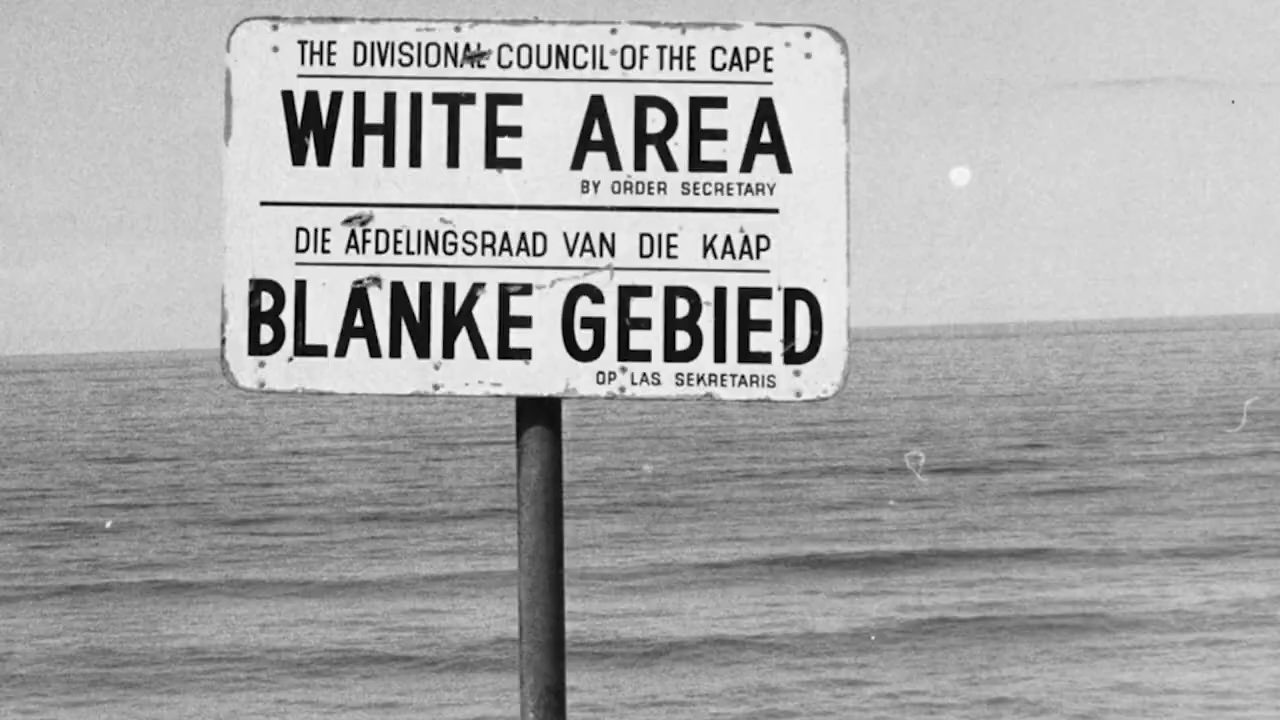 THE DIVISIONAL COUNCIL OF THE CAPE
WHITE AREA
BY ORDER SECRETARY
DIE AFDELINGSRAAD VAN DIE KAAP
BLANKE GEBIED
OP LAS SEKRETARIS